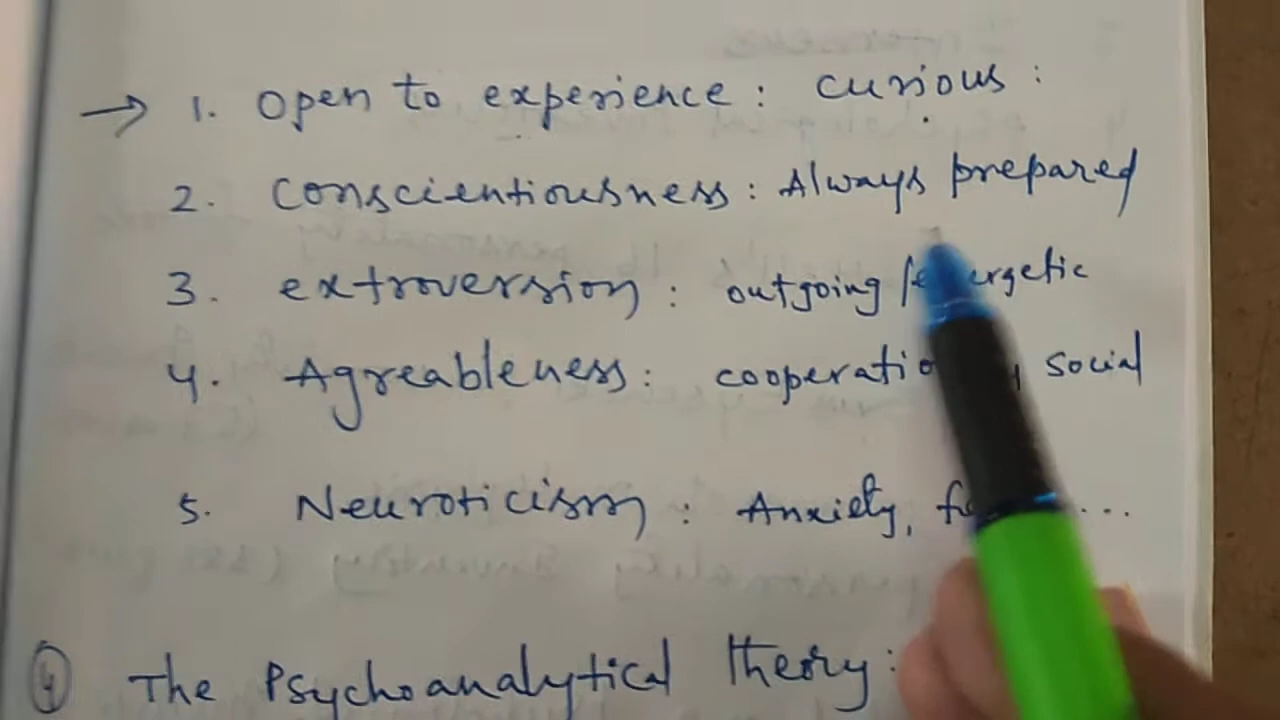 → 1. Open to experience : curious :
2. Conscientiousness : Always prepared
3. extroversion : outgoing /
4. Agreableness : social
5. Neuroticism : Anxiety, ...
④ The Psychoanalytical theory :